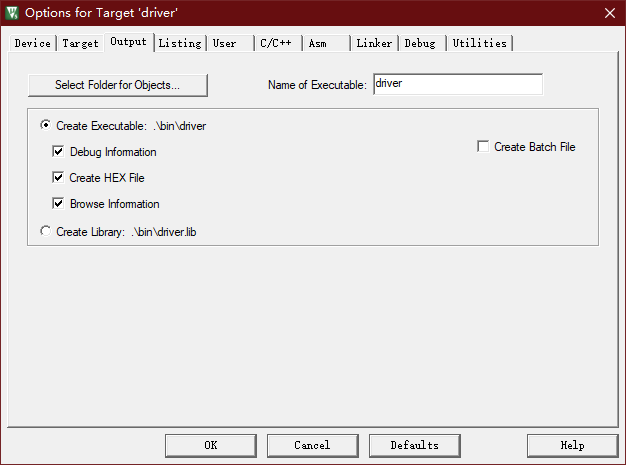 Options for Target 'driver'
Device Target Output Listing User C/C++ Asm Linker Debug Utilities
Select Folder for Objects... Name of Executable: driver
Create Executable: .\bin\driver
Debug Information Create Batch File
Create HEX File
Browse Information
Create Library: .\bin\driver.lib
OK Cancel Defaults Help